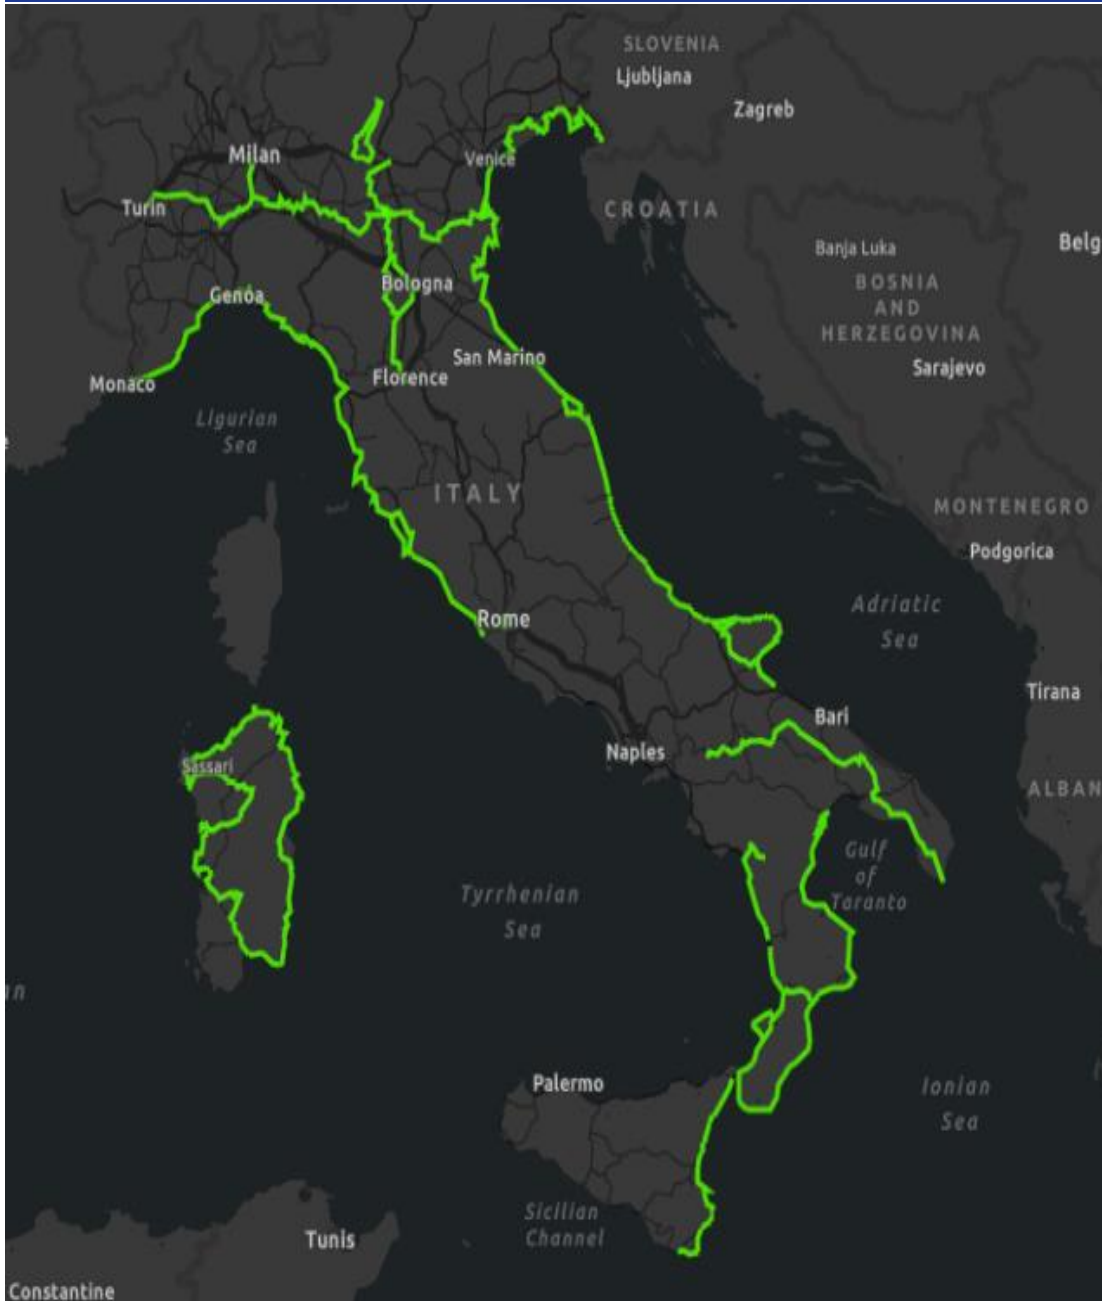 SLOVENIA
Ljubljana
Zagreb
Milan
Venice
Turin
CROATIA
Banja Luka
Belg
BOSNIA
AND
HERZEGOVINA
Bologna
Genoa
San Marino
Sarajevo
Monaco
Florence
Ligurian
Sea
ITALY
MONTENEGRO
Podgorica
Adriatic
Sea
Rome
Tirana
Bari
Naples
Sassari
ALBAN
Gulf
of
Taranto
Tyrrhenian
Sea
an
Palermo
Ionian
Sea
Sicilian
Channel
Tunis
Constantine